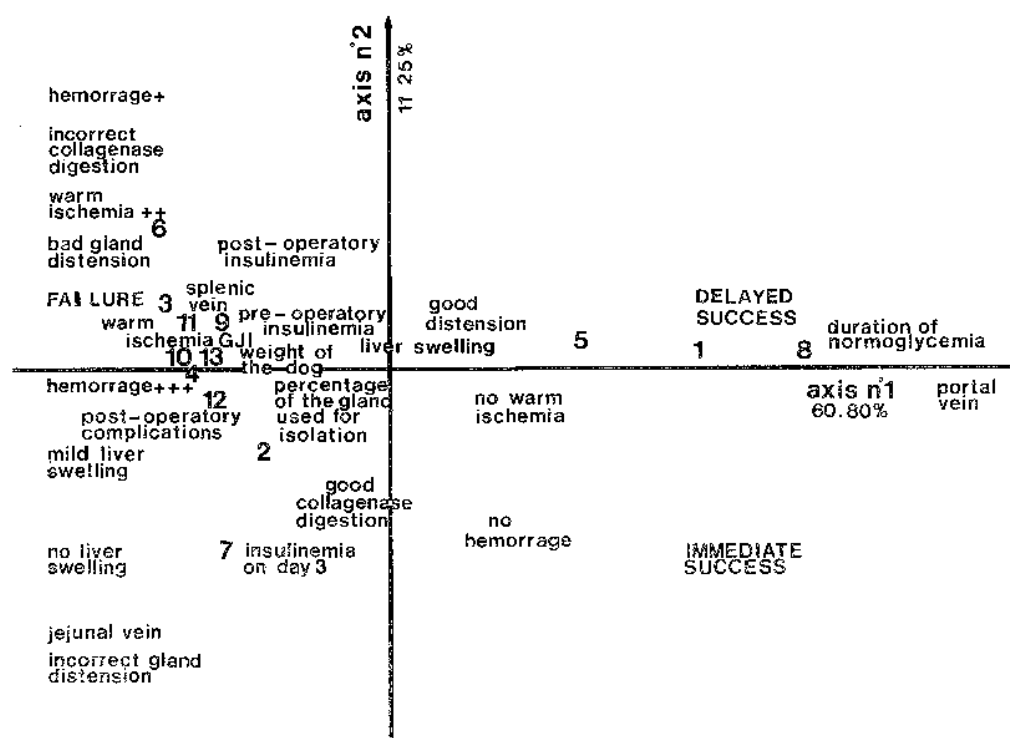 axis n°2
11 25%
hemorrage+
incorrect
collagenase
digestion
warm
ischemia ++
6
bad gland
distension
post-operatory
insulinemia
FAILURE
3
splenic
vein
11
9
pre-operatory
insulinemia
warm
ischemia GJI
10
13
weight of
the dog
good
distension
liver swelling
5
DELAYED
SUCCESS
1
8
duration of
normoglycemia
4
hemorrage+++
12
percentage
of the gland
used for
isolation
no warm
ischemia
axis n°1
60.80%
portal
vein
post-operatory
complications
mild liver
swelling
2
good
collagenase
digestion
no
hemorrage
no liver
swelling
7
insulinemia
on day 3
IMMEDIATE
SUCCESS
jejunal vein
incorrect gland
distension